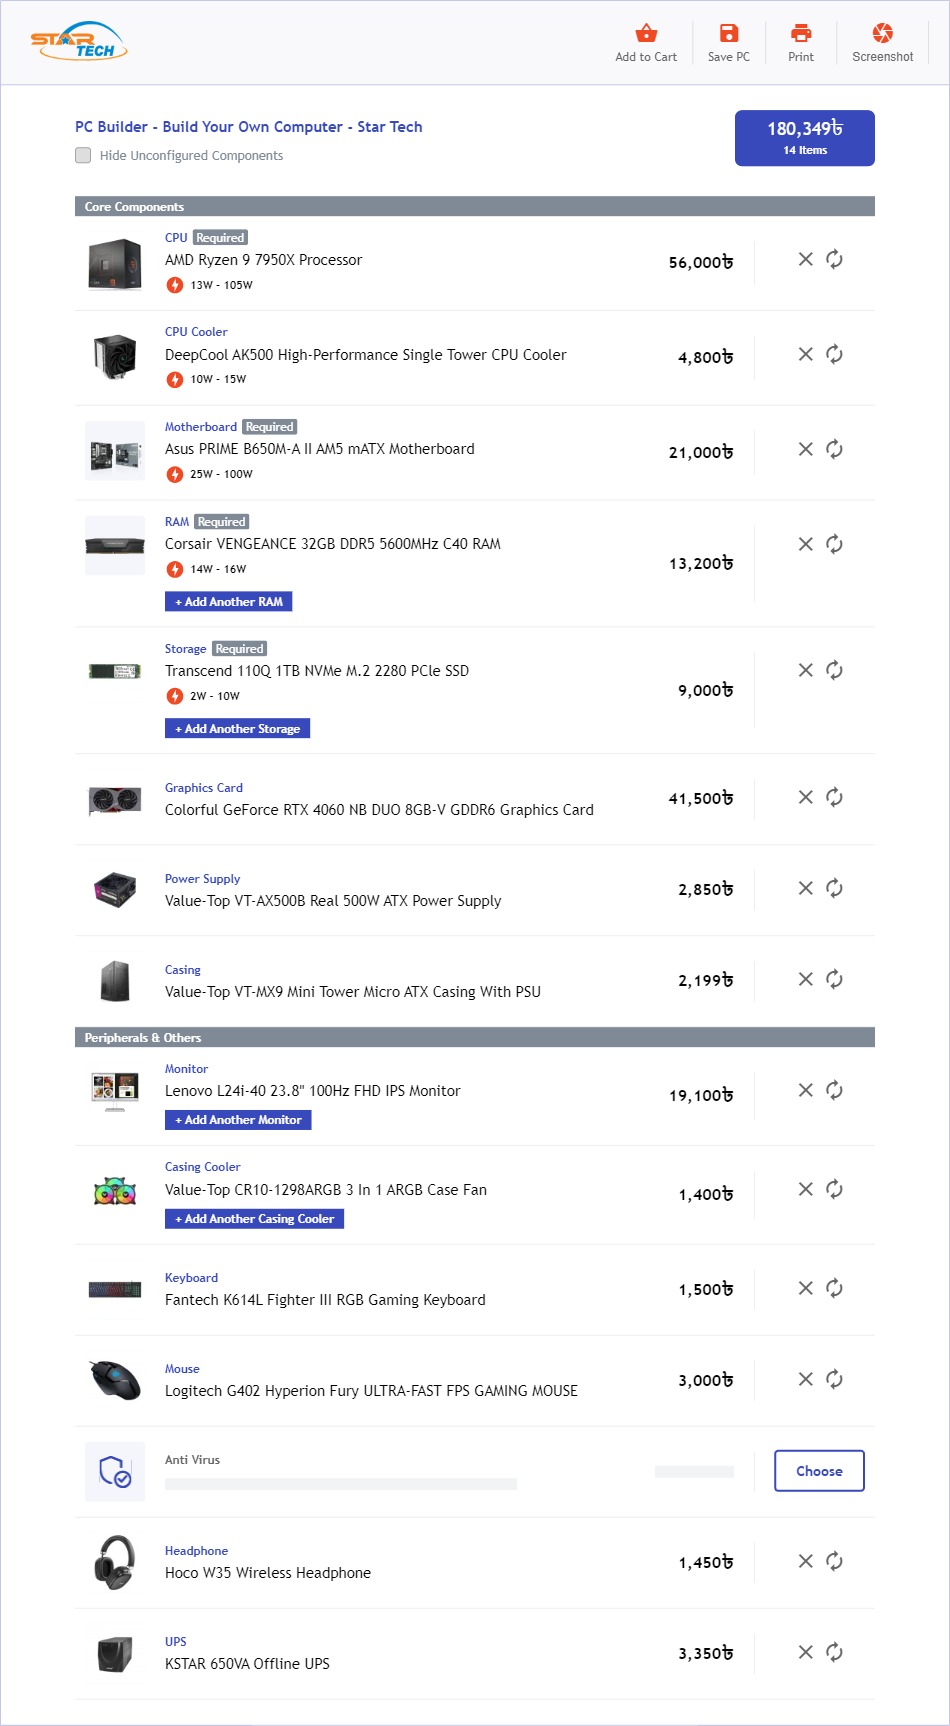 STAR
TECH
Add to Cart
Save PC
Print
Screenshot
PC Builder - Build Your Own Computer - Star Tech
Hide Unconfigured Components
180,349৳
14 Items
Core Components
CPU Required
AMD Ryzen 9 7950X Processor
13W - 105W
56,000৳
CPU Cooler
DeepCool AK500 High-Performance Single Tower CPU Cooler
10W - 15W
4,800৳
Motherboard Required
Asus PRIME B650M-A II AM5 mATX Motherboard
25W - 100W
21,000৳
RAM Required
Corsair VENGEANCE 32GB DDR5 5600MHz C40 RAM
14W - 16W
+ Add Another RAM
13,200৳
Storage Required
Transcend 110Q 1TB NVMe M.2 2280 PCIe SSD
2W - 10W
+ Add Another Storage
9,000৳
Graphics Card
Colorful GeForce RTX 4060 NB DUO 8GB-V GDDR6 Graphics Card
41,500৳
Power Supply
Value-Top VT-AX500B Real 500W ATX Power Supply
2,850৳
Casing
Value-Top VT-MX9 Mini Tower Micro ATX Casing With PSU
2,199৳
Peripherals & Others
Monitor
Lenovo L24i-40 23.8" 100Hz FHD IPS Monitor
+ Add Another Monitor
19,100৳
Casing Cooler
Value-Top CR10-1298ARGB 3 In 1 ARGB Case Fan
+ Add Another Casing Cooler
1,400৳
Keyboard
Fantech K614L Fighter III RGB Gaming Keyboard
1,500৳
Mouse
Logitech G402 Hyperion Fury ULTRA-FAST FPS GAMING MOUSE
3,000৳
Anti Virus
Choose
Headphone
Hoco W35 Wireless Headphone
1,450৳
UPS
KSTAR 650VA Offline UPS
3,350৳